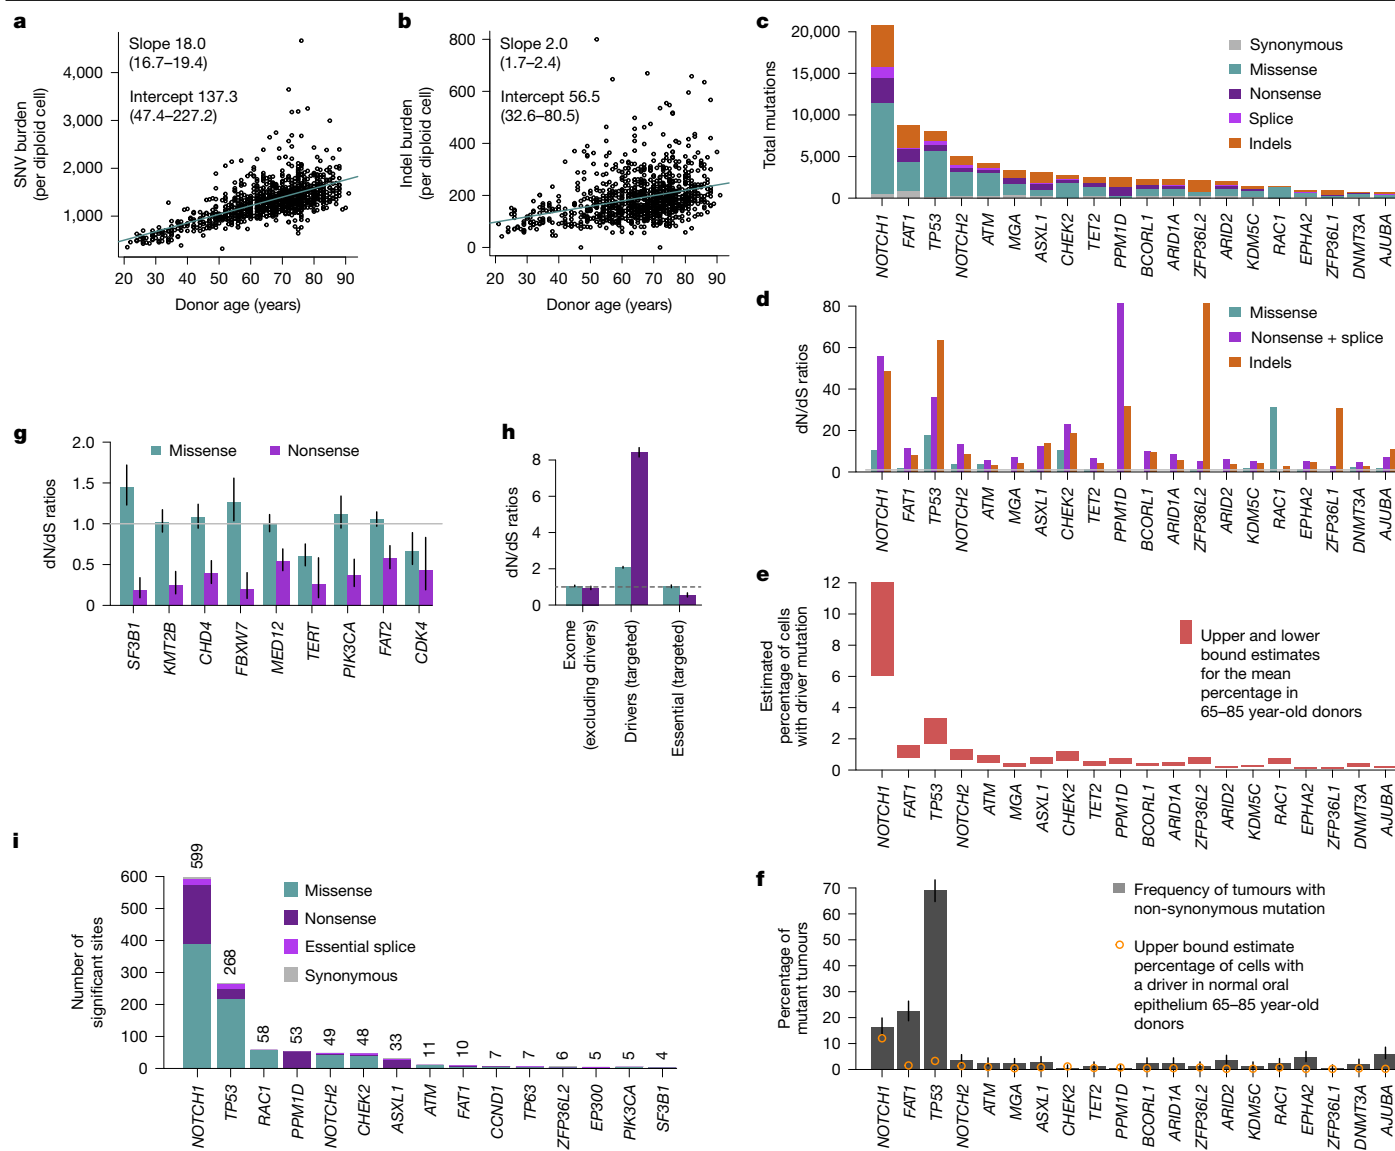 a
Slope 18.0
(16.7–19.4)
Intercept 137.3
(47.4–227.2)
SNV burden
(per diploid cell)
4,000
3,000
2,000
1,000
20 30 40 50 60 70 80 90
Donor age (years)
b
Slope 2.0
(1.7–2.4)
Intercept 56.5
(32.6–80.5)
Indel burden
(per diploid cell)
800
600
400
200
0
20 30 40 50 60 70 80 90
Donor age (years)
c
Total mutations
20,000
15,000
10,000
5,000
0
Synonymous
Missense
Nonsense
Splice
Indels
NOTCH1 FAT1 TP53 NOTCH2 ATM MGA ASXL1 CHEK2 TET2 PPM1D BCORL1 ARID1A ZFP36L2 ARID2 KDM5C RAC1 EPHA2 ZFP36L1 DNMT3A AJUBA
d
dN/dS ratios
80
60
40
20
0
Missense
Nonsense + splice
Indels
NOTCH1 FAT1 TP53 NOTCH2 ATM MGA ASXL1 CHEK2 TET2 PPM1D BCORL1 ARID1A ZFP36L2 ARID2 KDM5C RAC1 EPHA2 ZFP36L1 DNMT3A AJUBA
g
dN/dS ratios
2.0
1.5
1.0
0.5
0
Missense Nonsense
SF3B1 KMT2B CHD4 FBXW7 MED12 TERT PIK3CA FAT2 CDK4
h
dN/dS ratios
8
6
4
2
0
Exome
(excluding drivers)
Drivers (targeted)
Essential (targeted)
e
Estimated
percentage of cells
with driver mutation
12
10
8
6
4
2
0
Upper and lower
bound estimates
for the mean
percentage in
65–85 year-old donors
NOTCH1 FAT1 TP53 NOTCH2 ATM MGA ASXL1 CHEK2 TET2 PPM1D BCORL1 ARID1A ZFP36L2 ARID2 KDM5C RAC1 EPHA2 ZFP36L1 DNMT3A AJUBA
i
Number of
significant sites
600
500
400
300
200
100
0
599 268 58 53 49 48 33 11 10 7 7 6 5 5 4
Missense
Nonsense
Essential splice
Synonymous
NOTCH1 TP53 RAC1 PPM1D NOTCH2 CHEK2 ASXL1 ATM FAT1 CCND1 TP63 ZFP36L2 EP300 PIK3CA SF3B1
f
Percentage of
mutant tumours
70
60
50
40
30
20
10
0
Frequency of tumours with
non-synonymous mutation
Upper bound estimate
percentage of cells with
a driver in normal oral
epithelium 65–85 year-old
donors
NOTCH1 FAT1 TP53 NOTCH2 ATM MGA ASXL1 CHEK2 TET2 PPM1D BCORL1 ARID1A ZFP36L2 ARID2 KDM5C RAC1 EPHA2 ZFP36L1 DNMT3A AJUBA